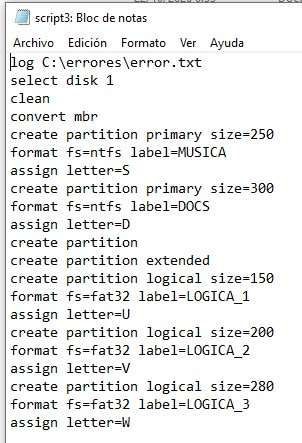 script3: Bloc de notas
Archivo Edición Formato Ver Ayuda
log C:\errores\error.txt
select disk 1
clean
convert mbr
create partition primary size=250
format fs=ntfs label=MUSICA
assign letter=S
create partition primary size=300
format fs=ntfs label=DOCS
assign letter=D
create partition
create partition extended
create partition logical size=150
format fs=fat32 label=LOGICA_1
assign letter=U
create partition logical size=200
format fs=fat32 label=LOGICA_2
assign letter=V
create partition logical size=280
format fs=fat32 label=LOGICA_3
assign letter=W